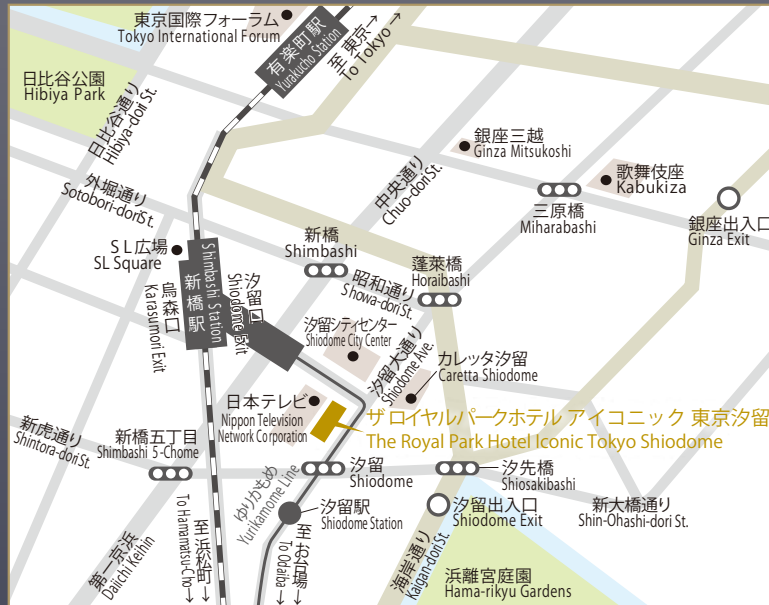 東京国際フォーラム
Tokyo International Forum
有楽町駅
Yurakucho Station
至 東京→
To Tokyo→
日比谷公園
Hibiya Park
日比谷通り
Hibiya-dori St.
銀座三越
Ginza Mitsukoshi
歌舞伎座
Kabukiza
中央通り
Chuo-dori St.
外堀通り
Sotobori-dori St.
三原橋
Miharabashi
銀座出入口
Ginza Exit
ＳＬ広場
SL Square
新橋
Shimbashi
蓬莱橋
Horaibashi
昭和通り
Showa-dori St.
新橋駅
Shimbashi Station
汐留口
Shiodome Exit
烏森口
Karasumori Exit
汐留シティセンター
Shiodome City Center
汐留大通り
Shiodome Ave.
カレッタ汐留
Caretta Shiodome
日本テレビ
Nippon Television
Network Corporation
ザ ロイヤルパークホテル アイコニック 東京汐留
The Royal Park Hotel Iconic Tokyo Shiodome
新虎通り
Shintora-dori St.
新橋五丁目
Shimbashi 5-Chome
汐留
Shiodome
汐先橋
Shiosakibashi
ゆりかもめ
Yurikamome Line
汐留駅
Shiodome Station
汐留出入口
Shiodome Exit
新大橋通り
Shin-Ohashi-dori St.
第一京浜
Daiichi Keihin
至 浜松町→
To Hamamatsu-Cho→
至 お台場→
To Odaiba→
海岸通り
Kaigan-dori St.
浜離宮庭園
Hama-rikyu Gardens